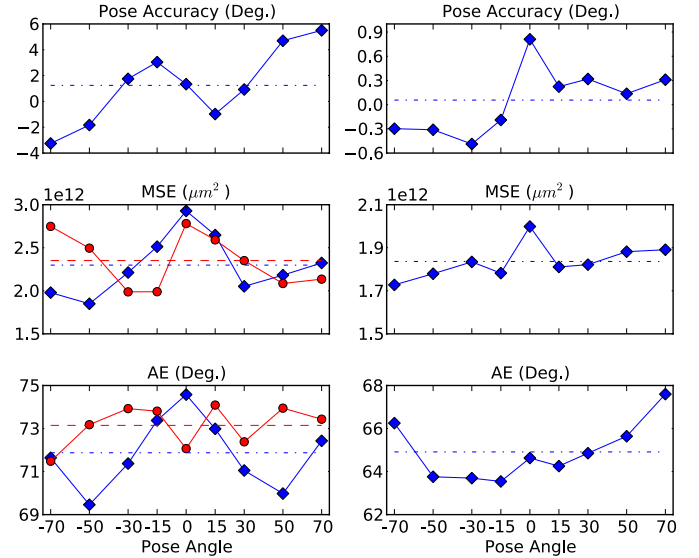 Pose Accuracy (Deg.)
6
4
2
0
−2
−4
Pose Accuracy (Deg.)
0.9
0.6
0.3
0.0
−0.3
−0.6
1e12
MSE (μm²)
3.0
2.5
2.0
1.5
1e12
MSE (μm²)
2.1
1.9
1.7
1.5
AE (Deg.)
75
73
71
69
-70 -50 -30 -15 0 15 30 50 70
Pose Angle
AE (Deg.)
68
66
64
62
-70 -50 -30 -15 0 15 30 50 70
Pose Angle